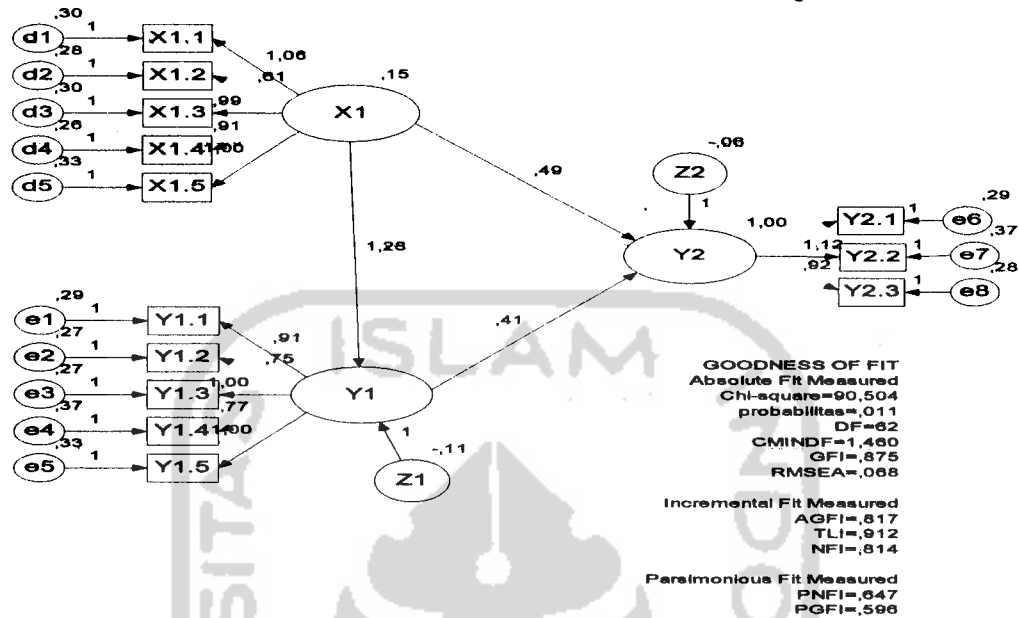 ,30
d1 1 X1.1
,28
d2 1 X1.2
,30
d3 1 X1.3
,26
d4 1 X1.4
,33
d5 1 X1.5
1,06
,61
,99
,91
1,00
,15
X1
,49
1,28
-,06
Z2
1
Y2
1,00
1,12
,92
Y2.1 1 e6 ,29
Y2.2 1 e7 ,37
Y2.3 1 e8 ,28
,41
,29
e1 1 Y1.1
,27
e2 1 Y1.2
,27
e3 1 Y1.3
,37
e4 1 Y1.4
,33
e5 1 Y1.5
,91
,75
1,00
,77
1,00
Y1
1
-,11
Z1
ISLAM
GOODNESS OF FIT
Absolute Fit Measured
Chi-square=90,504
probabilitas=,011
DF=62
CMINDF=1,460
GFI=,875
RMSEA=,068
Incremental Fit Measured
AGFI=,817
TLI=,912
NFI=,814
Parsimonious Fit Measured
PNFI=,647
PGFI=,596